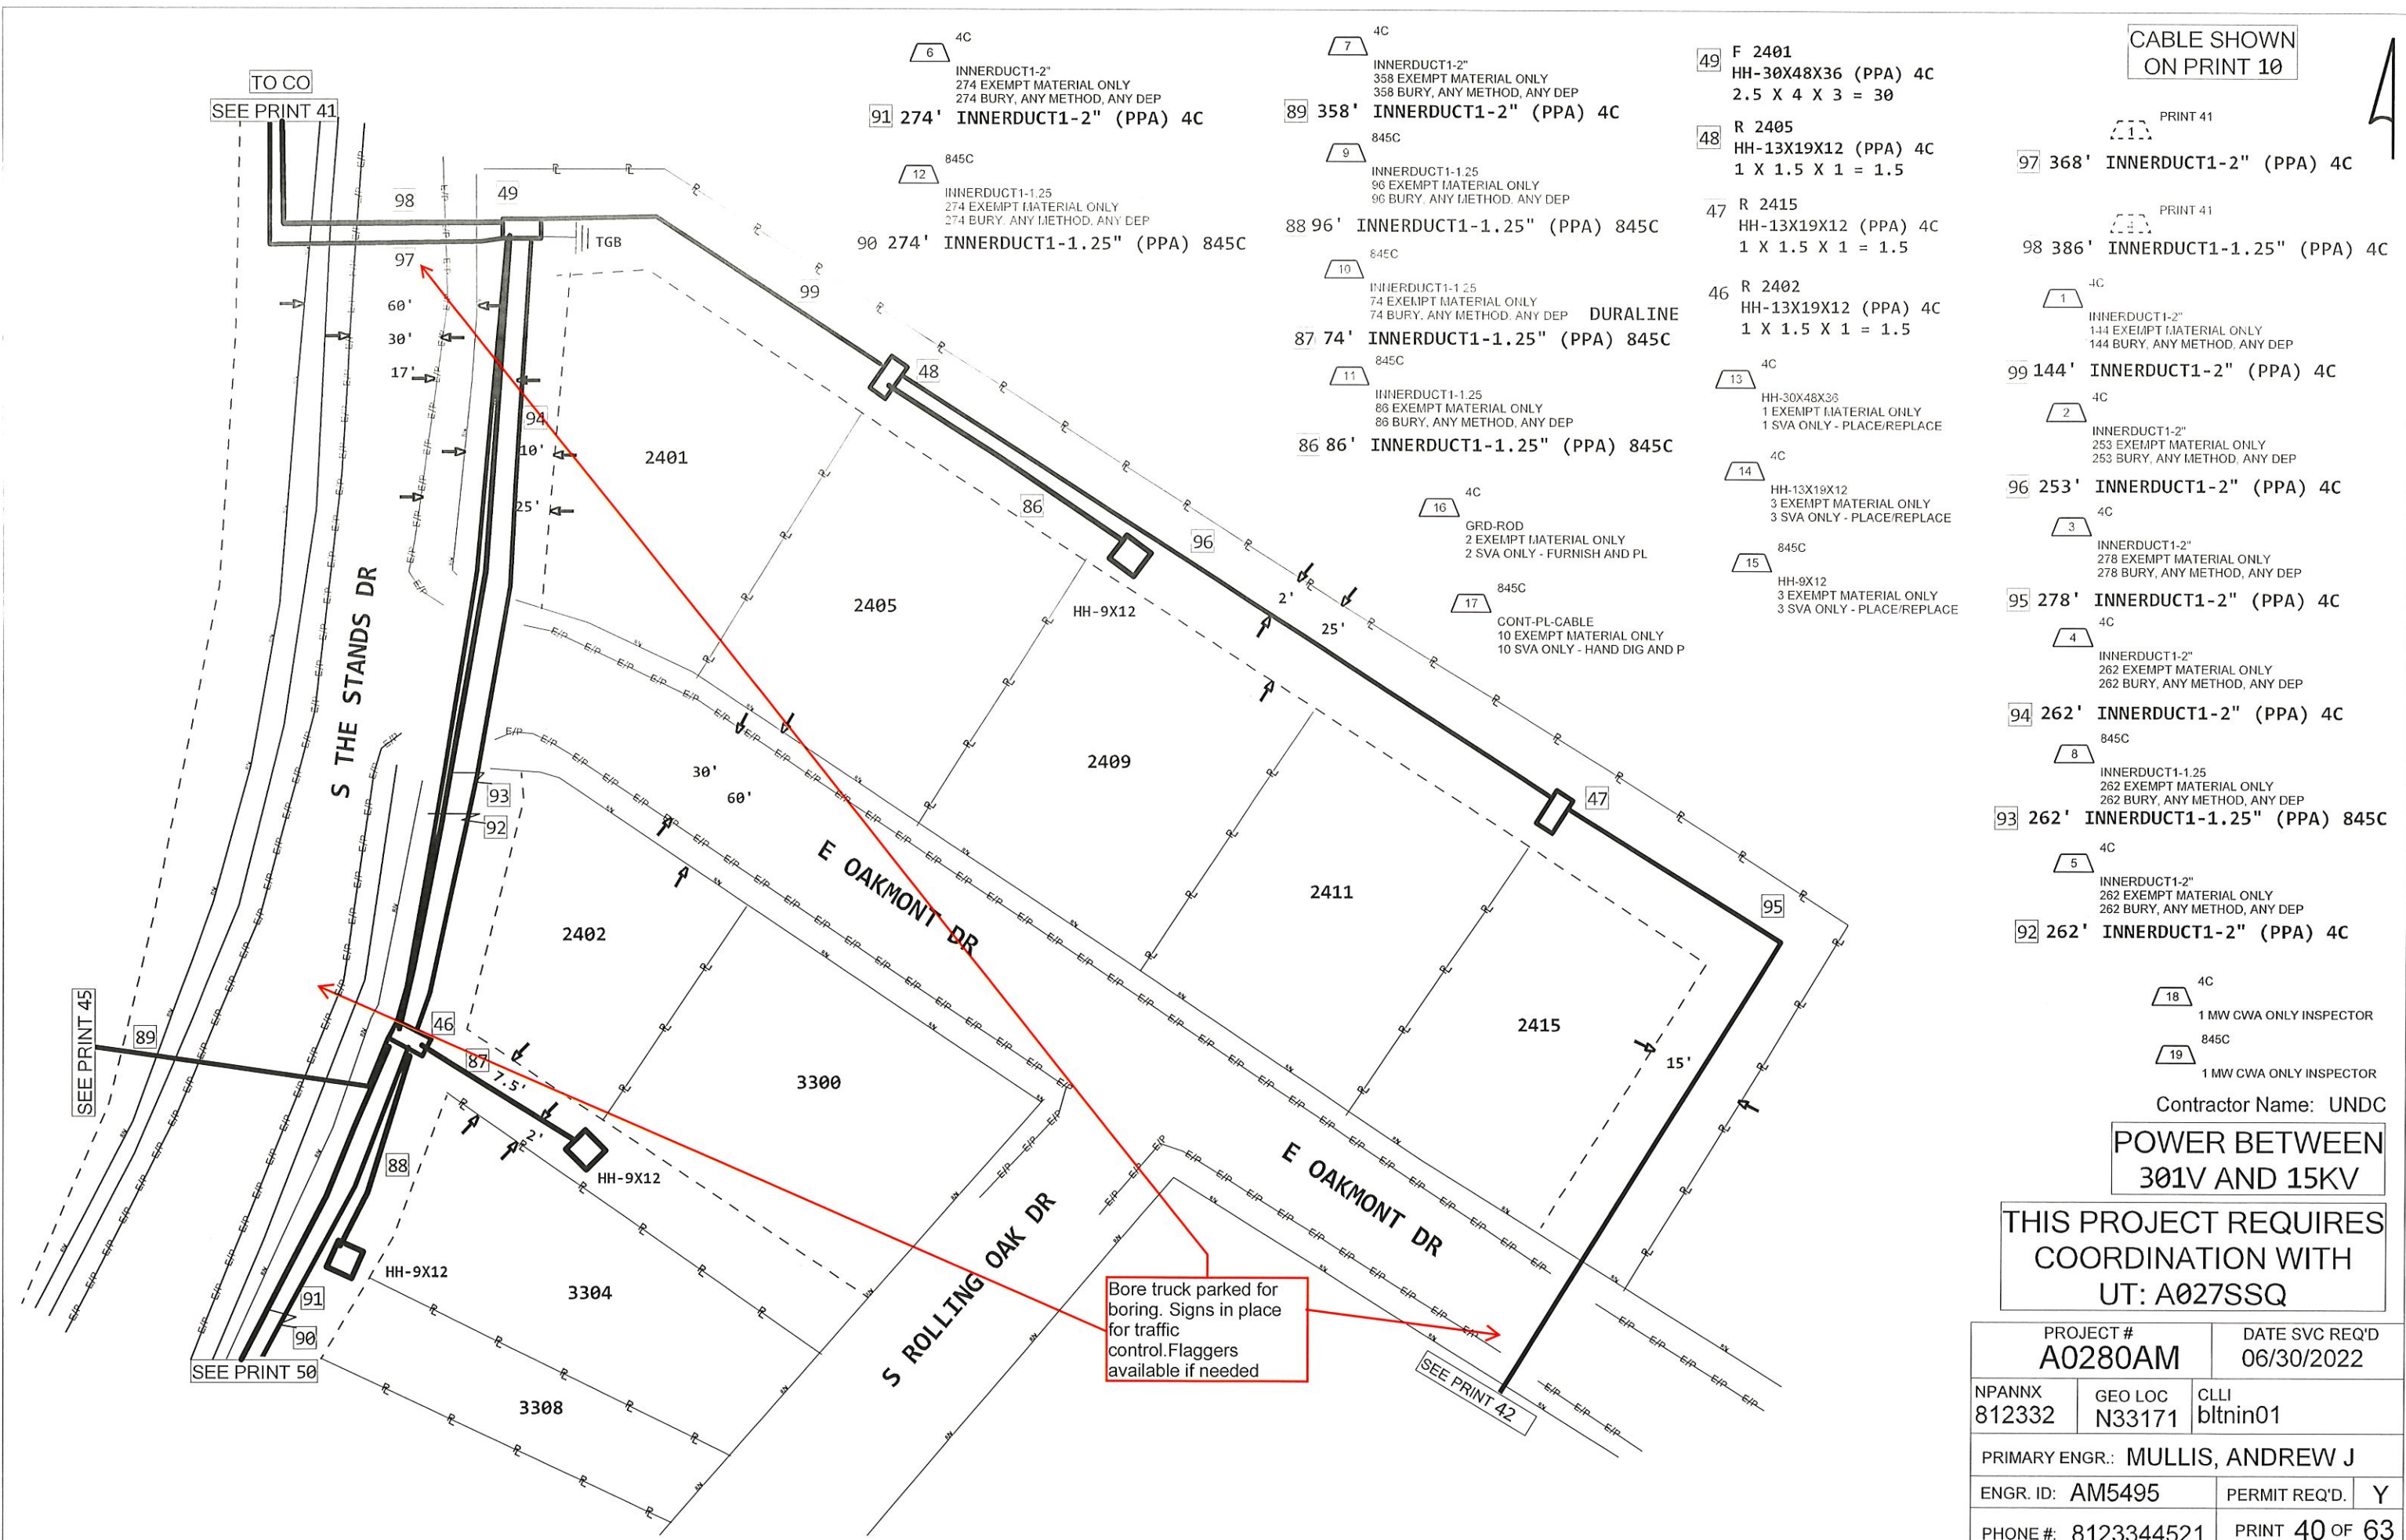 TO CO
SEE PRINT 41
98
49
97
TGB
60'
30'
17'
94
10'
25'
99
48
86
96
2401
2405
HH-9X12
2'
25'
2409
47
2411
95
2415
15'
S THE STANDS DR
93
92
30'
60'
E OAKMONT DR
2402
46
87
7.5'
2'
3300
HH-9X12
SEE PRINT 45
89
88
HH-9X12
91
90
SEE PRINT 50
3304
3308
S ROLLING OAK DR
E OAKMONT DR
SEE PRINT 42
Bore truck parked for
boring. Signs in place
for traffic
control.Flaggers
available if needed
6
4C
INNERDUCT1-2"
274 EXEMPT MATERIAL ONLY
274 BURY, ANY METHOD, ANY DEP
91 274' INNERDUCT1-2" (PPA) 4C
12
845C
INNERDUCT1-1.25
274 EXEMPT MATERIAL ONLY
274 BURY, ANY METHOD, ANY DEP
90 274' INNERDUCT1-1.25" (PPA) 845C
7
4C
INNERDUCT1-2"
358 EXEMPT MATERIAL ONLY
358 BURY, ANY METHOD, ANY DEP
89 358' INNERDUCT1-2" (PPA) 4C
9
845C
INNERDUCT1-1.25
96 EXEMPT MATERIAL ONLY
96 BURY, ANY METHOD, ANY DEP
88 96' INNERDUCT1-1.25" (PPA) 845C
10
845C
INNERDUCT1-1.25
74 EXEMPT MATERIAL ONLY
74 BURY, ANY METHOD, ANY DEP
DURALINE
87 74' INNERDUCT1-1.25" (PPA) 845C
11
845C
INNERDUCT1-1.25
86 EXEMPT MATERIAL ONLY
86 BURY, ANY METHOD, ANY DEP
86 86' INNERDUCT1-1.25" (PPA) 845C
16
4C
GRD-ROD
2 EXEMPT MATERIAL ONLY
2 SVA ONLY - FURNISH AND PL
17
845C
CONT-PL-CABLE
10 EXEMPT MATERIAL ONLY
10 SVA ONLY - HAND DIG AND P
49 F 2401
HH-30X48X36 (PPA) 4C
2.5 X 4 X 3 = 30
48 R 2405
HH-13X19X12 (PPA) 4C
1 X 1.5 X 1 = 1.5
47 R 2415
HH-13X19X12 (PPA) 4C
1 X 1.5 X 1 = 1.5
46 R 2402
HH-13X19X12 (PPA) 4C
1 X 1.5 X 1 = 1.5
13
4C
HH-30X48X36
1 EXEMPT MATERIAL ONLY
1 SVA ONLY - PLACE/REPLACE
14
4C
HH-13X19X12
3 EXEMPT MATERIAL ONLY
3 SVA ONLY - PLACE/REPLACE
15
845C
HH-9X12
3 EXEMPT MATERIAL ONLY
3 SVA ONLY - PLACE/REPLACE
CABLE SHOWN
ON PRINT 10
1
PRINT 41
97 368' INNERDUCT1-2" (PPA) 4C
PRINT 41
98 386' INNERDUCT1-1.25" (PPA) 4C
1
4C
INNERDUCT1-2"
144 EXEMPT MATERIAL ONLY
144 BURY, ANY METHOD, ANY DEP
99 144' INNERDUCT1-2" (PPA) 4C
2
4C
INNERDUCT1-2"
253 EXEMPT MATERIAL ONLY
253 BURY, ANY METHOD, ANY DEP
96 253' INNERDUCT1-2" (PPA) 4C
3
4C
INNERDUCT1-2"
278 EXEMPT MATERIAL ONLY
278 BURY, ANY METHOD, ANY DEP
95 278' INNERDUCT1-2" (PPA) 4C
4
4C
INNERDUCT1-2"
262 EXEMPT MATERIAL ONLY
262 BURY, ANY METHOD, ANY DEP
94 262' INNERDUCT1-2" (PPA) 4C
8
845C
INNERDUCT1-1.25
262 EXEMPT MATERIAL ONLY
262 BURY, ANY METHOD, ANY DEP
93 262' INNERDUCT1-1.25" (PPA) 845C
5
4C
INNERDUCT1-2"
262 EXEMPT MATERIAL ONLY
262 BURY, ANY METHOD, ANY DEP
92 262' INNERDUCT1-2" (PPA) 4C
18
4C
1 MW CWA ONLY INSPECTOR
19
845C
1 MW CWA ONLY INSPECTOR
Contractor Name: UNDC
POWER BETWEEN
301V AND 15KV
THIS PROJECT REQUIRES
COORDINATION WITH
UT: A027SSQ
PROJECT #
A0280AM
DATE SVC REQ'D
06/30/2022
NPANNX
812332
GEO LOC
N33171
CLLI
bltnin01
PRIMARY ENGR.: MULLIS, ANDREW J
ENGR. ID: AM5495
PERMIT REQ'D. Y
PHONE #: 8123344521
PRINT 40 OF 63